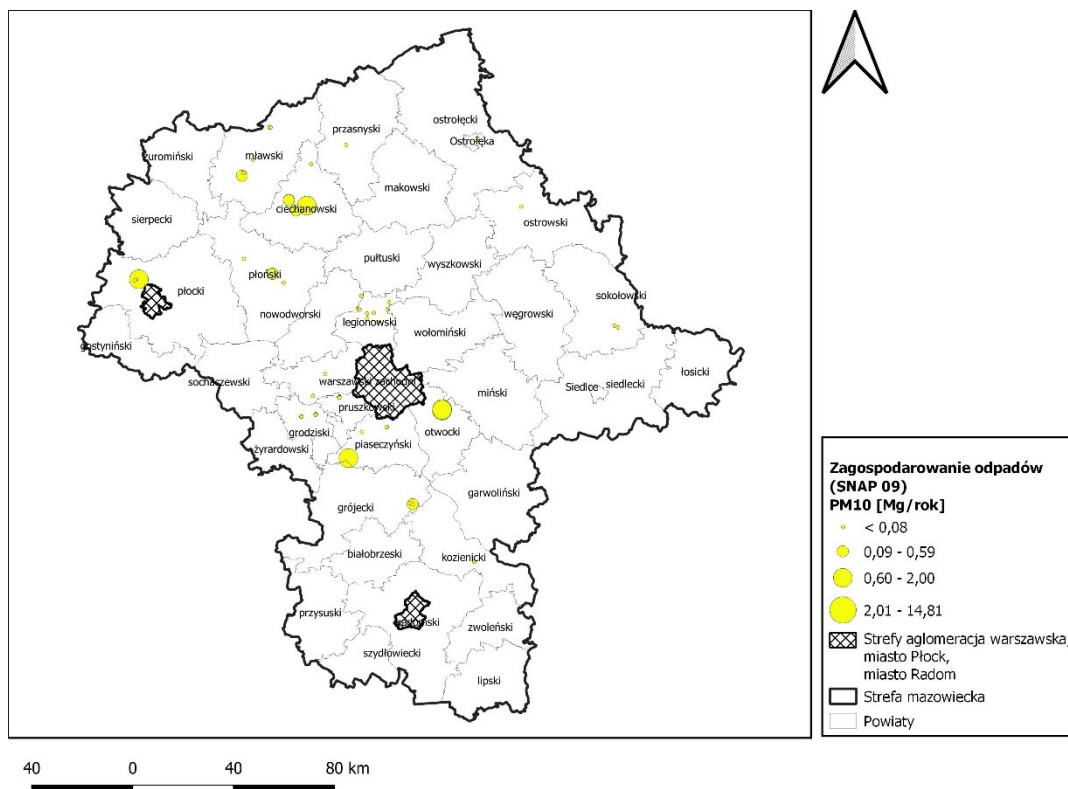 ostrołęcki
przasnyski
Ostrołęka
żuromiński
mławski
makowski
ciechanowski
sierpecki
ostrowski
pułtuski
wyszkowski
płoński
płocki
sokołowski
nowodworski
legionowski
węgrowski
wołomiński
gostyniński
sochaczewski
warszawski zachodni
miński
Siedlce
siedlecki
łosicki
pruszkowski
otwocki
grodziski
piaseczyński
żyrardowski
garwoliński
grójecki
białobrzeski
kozienicki
przysuski
radomski
zwoleński
szydłowiecki
lipski
Zagospodarowanie odpadów
(SNAP 09)
PM10 [Mg/rok]
< 0,08
0,09 - 0,59
0,60 - 2,00
2,01 - 14,81
Strefy aglomeracja warszawska,
miasto Płock,
miasto Radom
Strefa mazowiecka
Powiaty
40 0 40 80 km